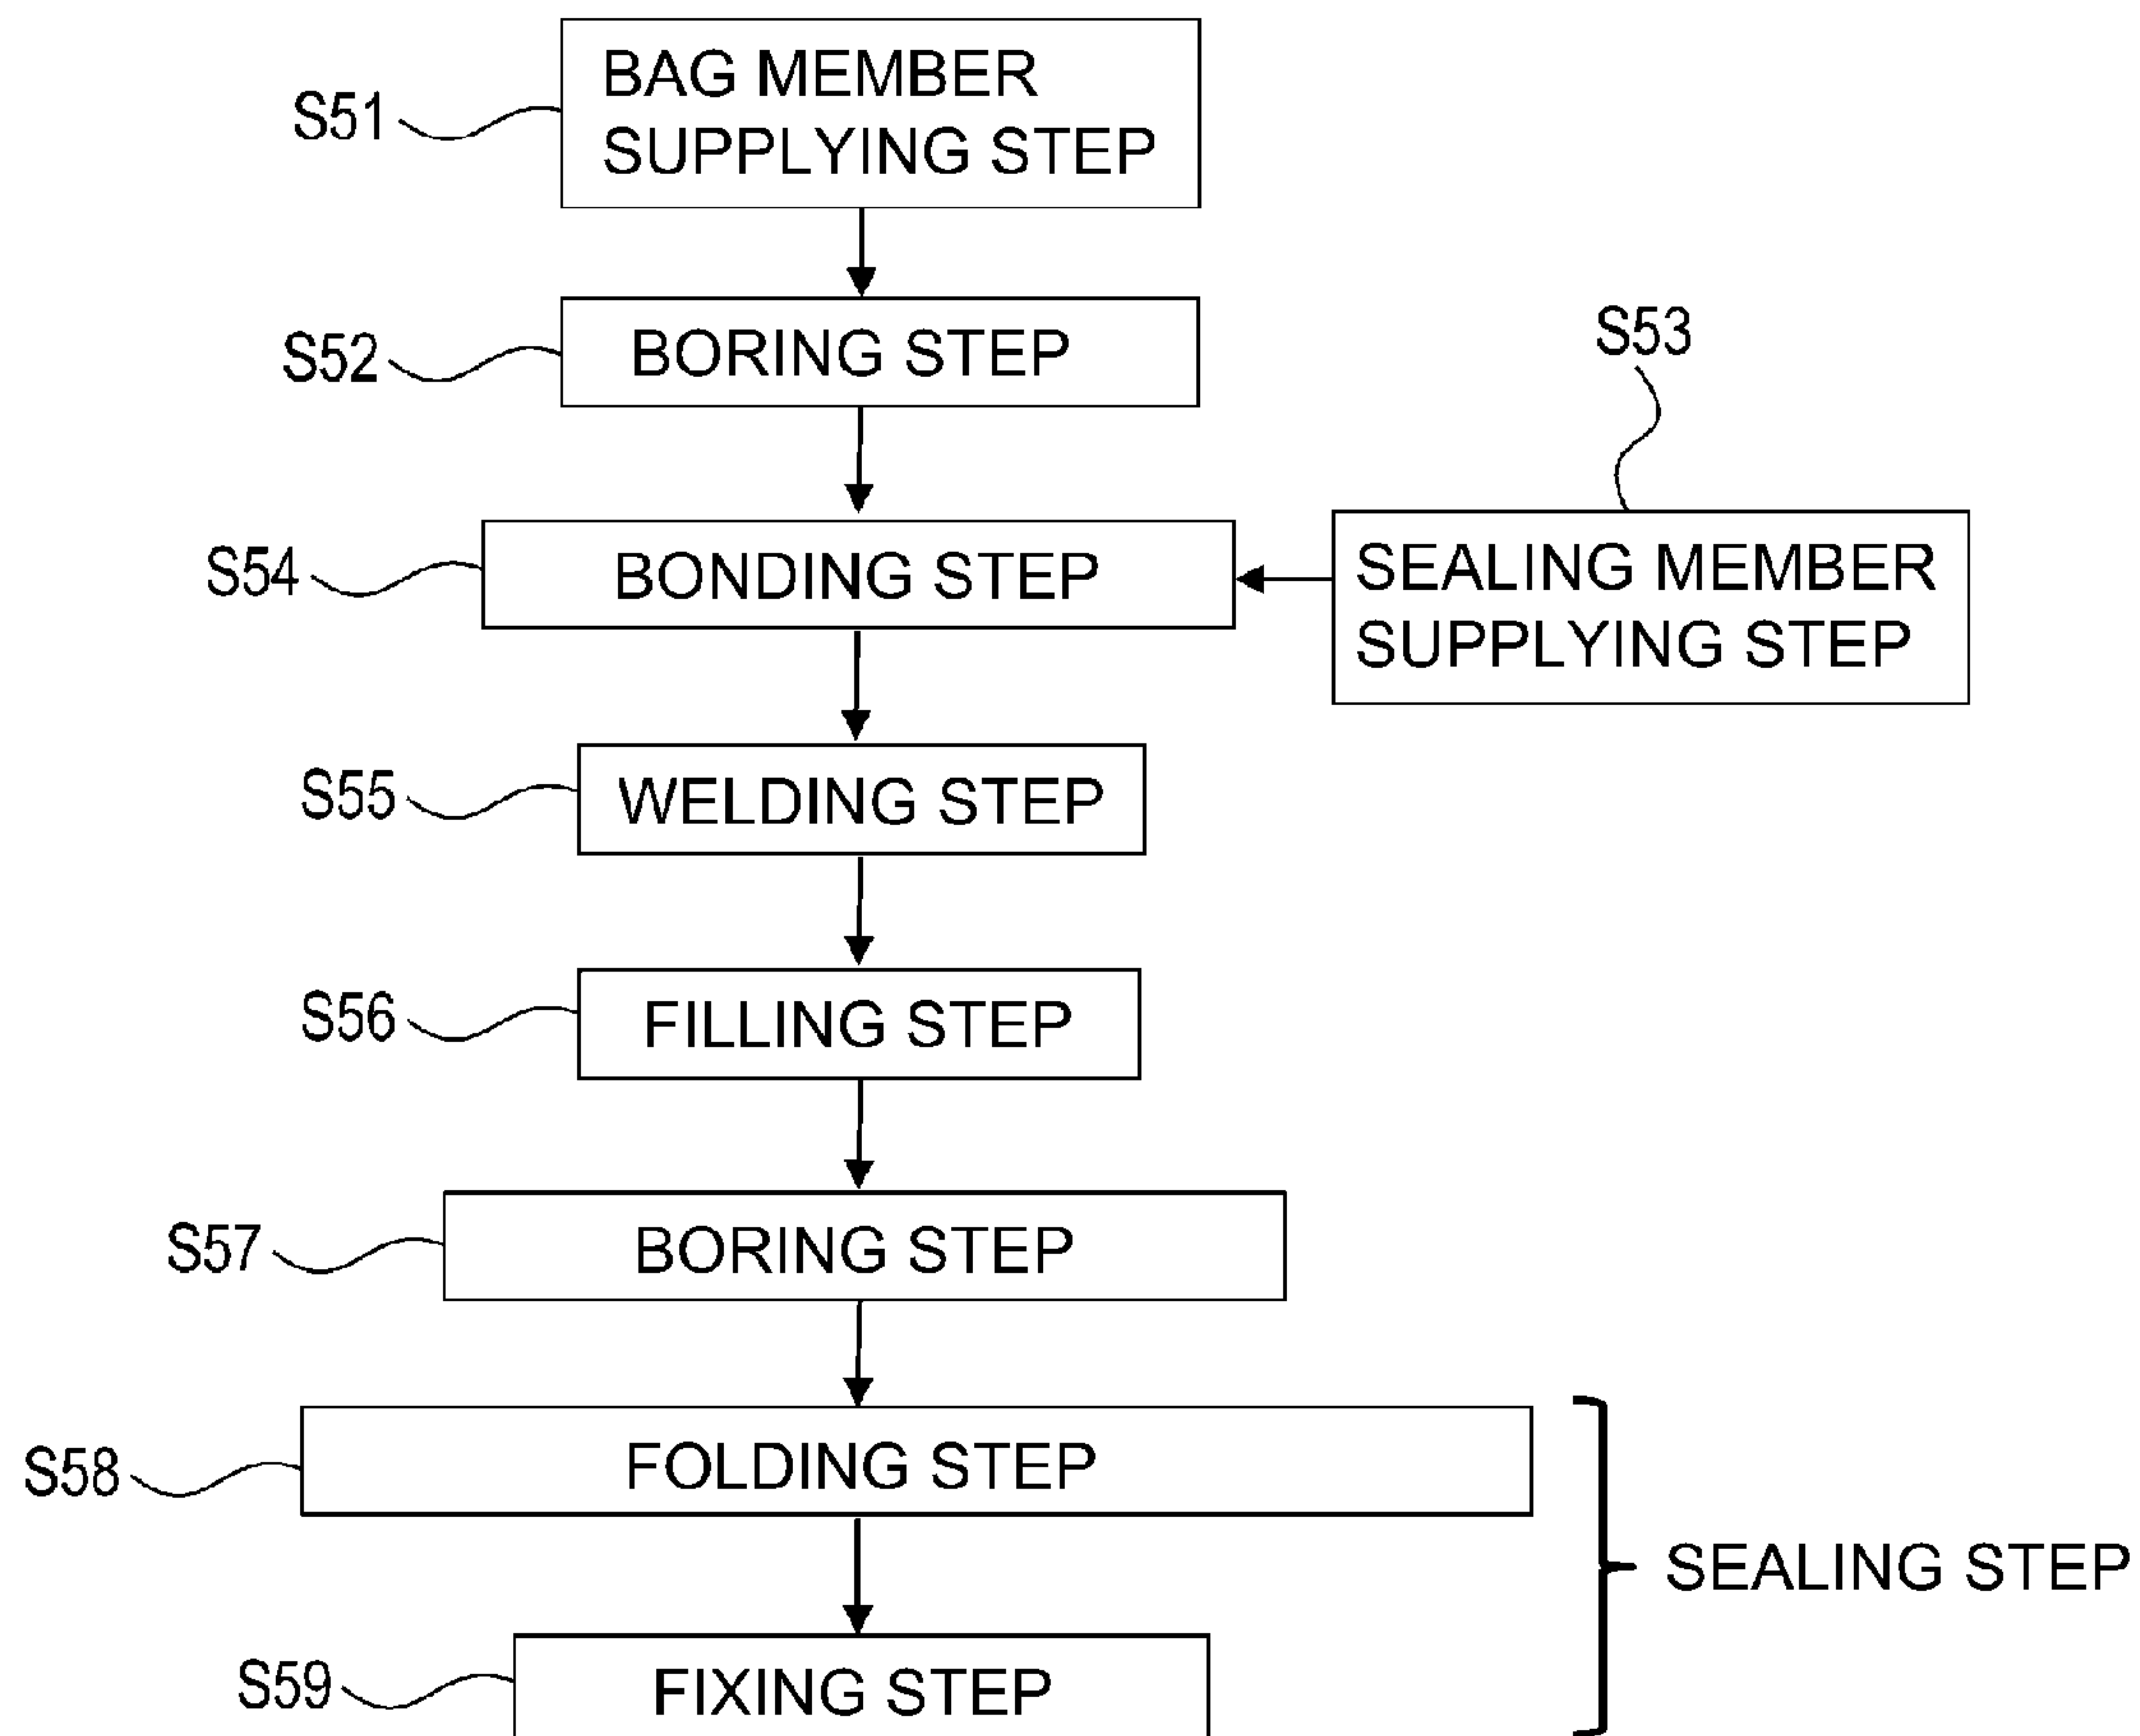 S51
BAG MEMBER
SUPPLYING STEP
S52
BORING STEP
S53
S54
BONDING STEP
SEALING MEMBER
SUPPLYING STEP
S55
WELDING STEP
S56
FILLING STEP
S57
BORING STEP
S58
FOLDING STEP
SEALING STEP
S59
FIXING STEP